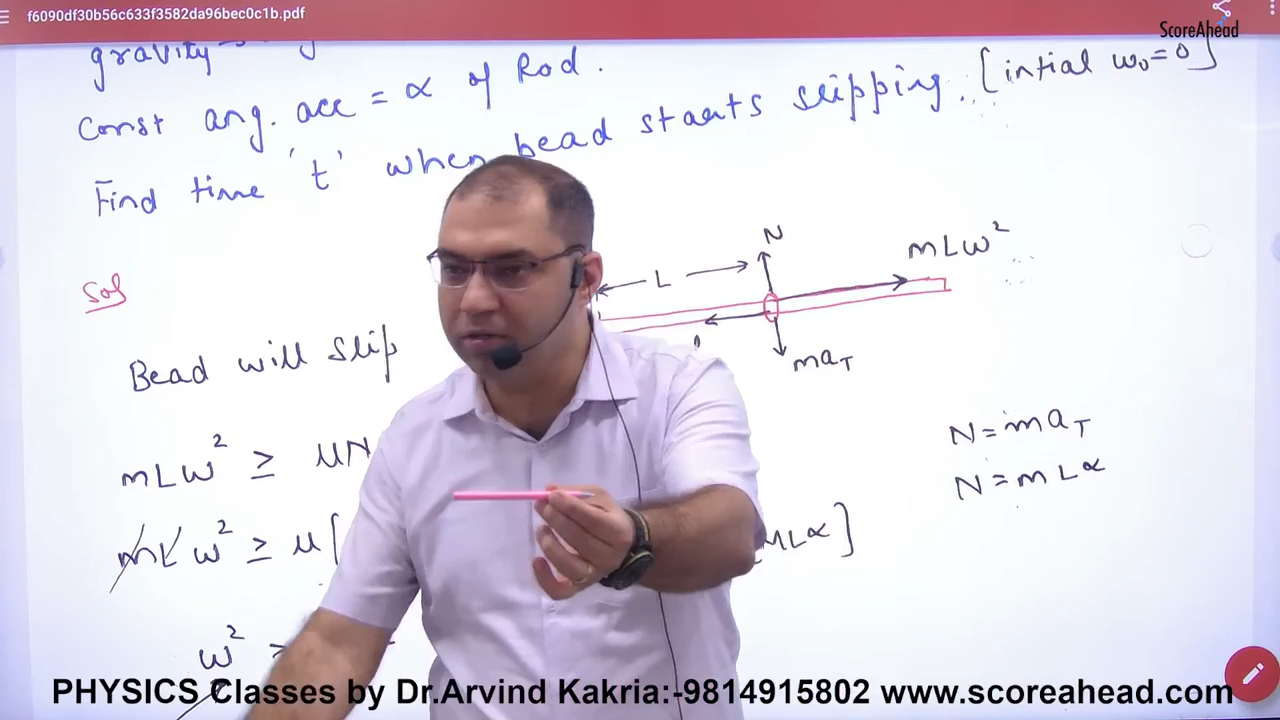 f6090df30b56c633f3582da96bec0c1b.pdf
ScoreAhead
gravity
Const ang. acc = α of Rod.
Find time 't' when bead starts slipping. [intial ω₀=0]
Sol
N
mLω²
L
maT
Bead will slip
N = maT
mLω² ≥ μN
N = mLα
mLω² ≥ μ[ mLα]
ω² ≥
PHYSICS Classes by Dr.Arvind Kakria:-9814915802 www.scoreahead.com